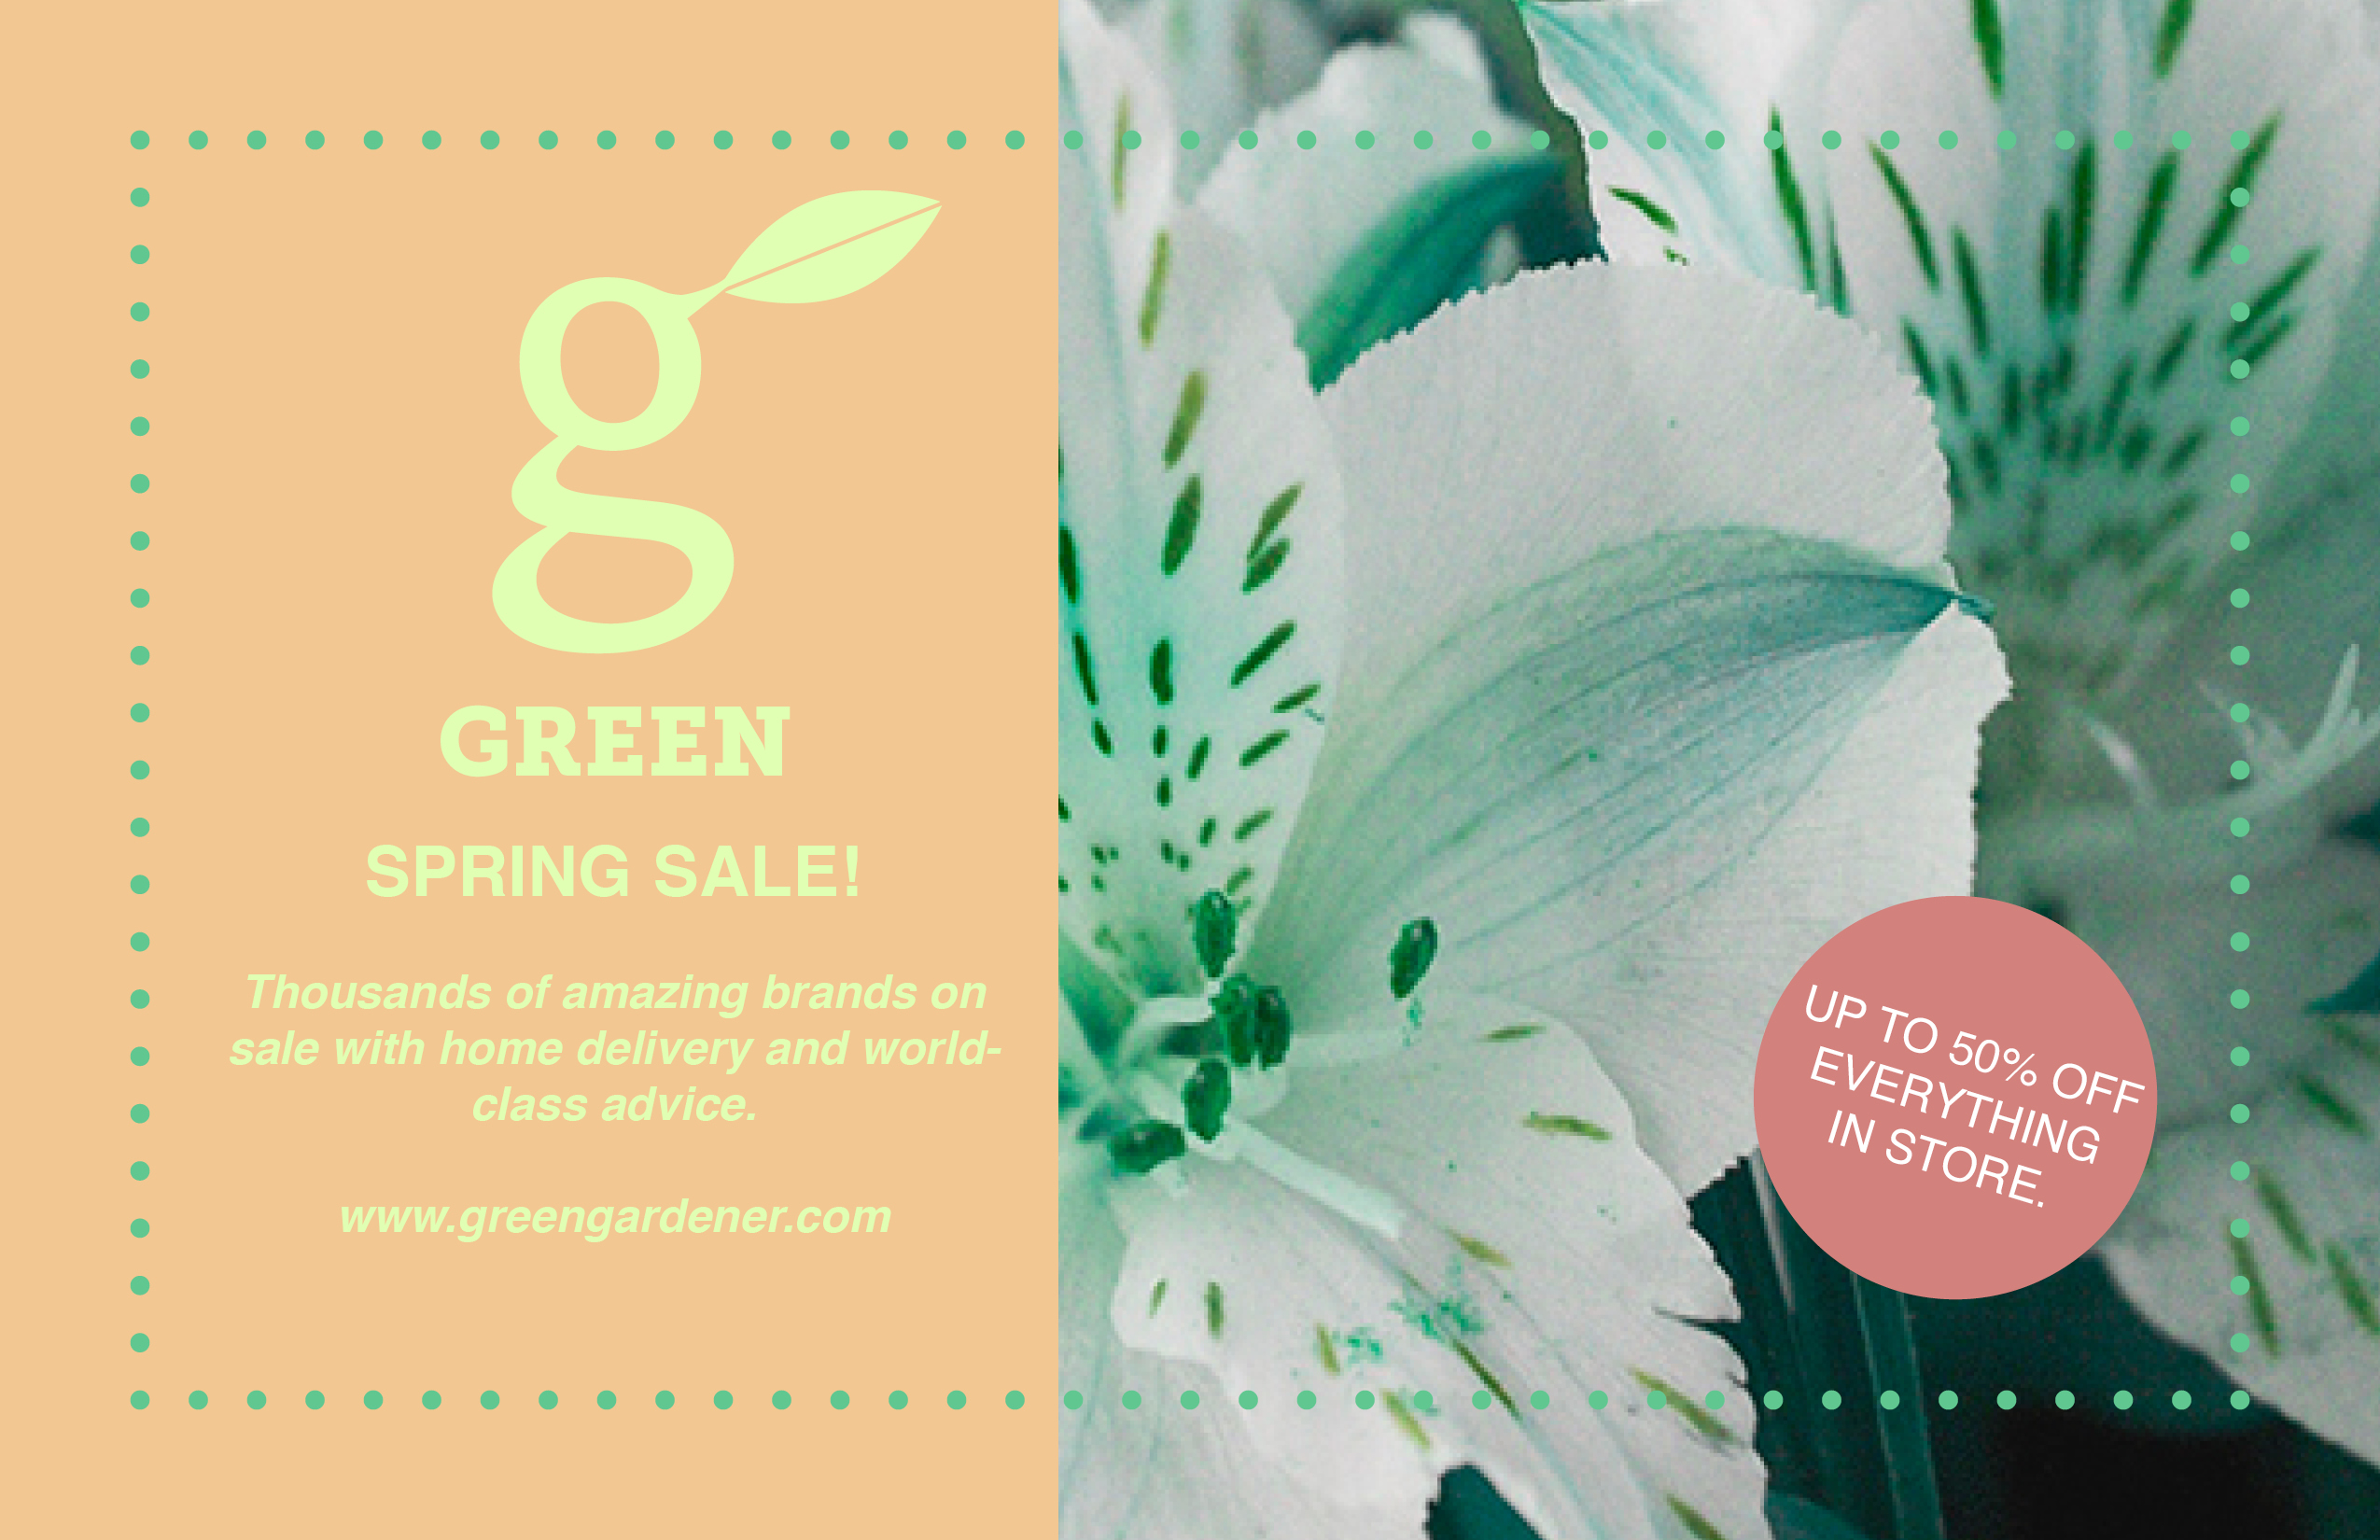 g
GREEN
SPRING SALE!
Thousands of amazing brands on
sale with home delivery and world-
class advice.
www.greengardener.com
UP TO 50% OFF
EVERYTHING
IN STORE.